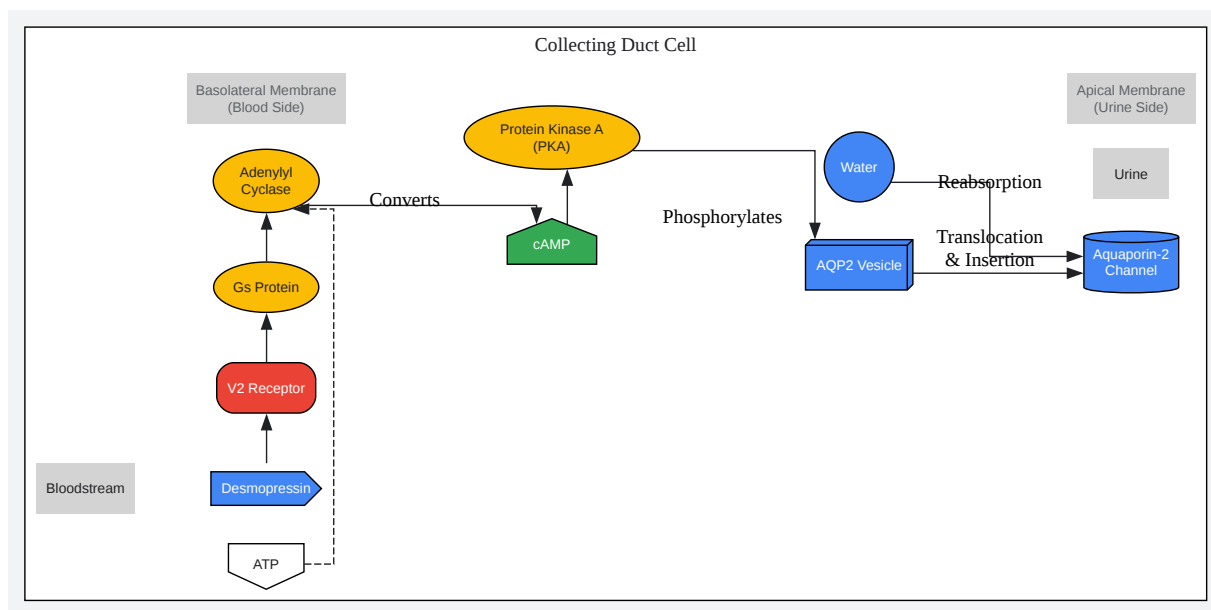 Collecting Duct Cell
Basolateral Membrane
(Blood Side)
Apical Membrane
(Urine Side)
Protein Kinase A
(PKA)
Adenylyl
Cyclase
Water
Urine
Reabsorption
Converts
Phosphorylates
cAMP
Translocation
& Insertion
AQP2 Vesicle
Aquaporin-2
Channel
Gs Protein
V2 Receptor
Bloodstream
Desmopressin
ATP